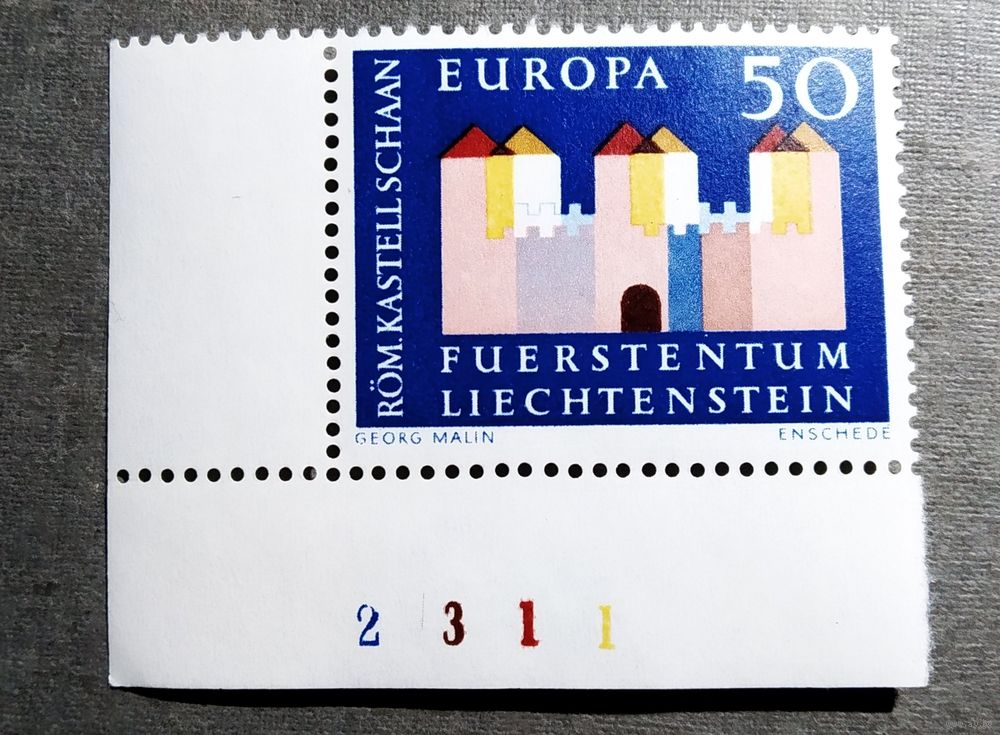 EUROPA 50
RÖM. KASTELL SCHAAN
FUERSTENTUM
LIECHTENSTEIN
GEORG MALIN ENSCHEDE
2 3 1 1